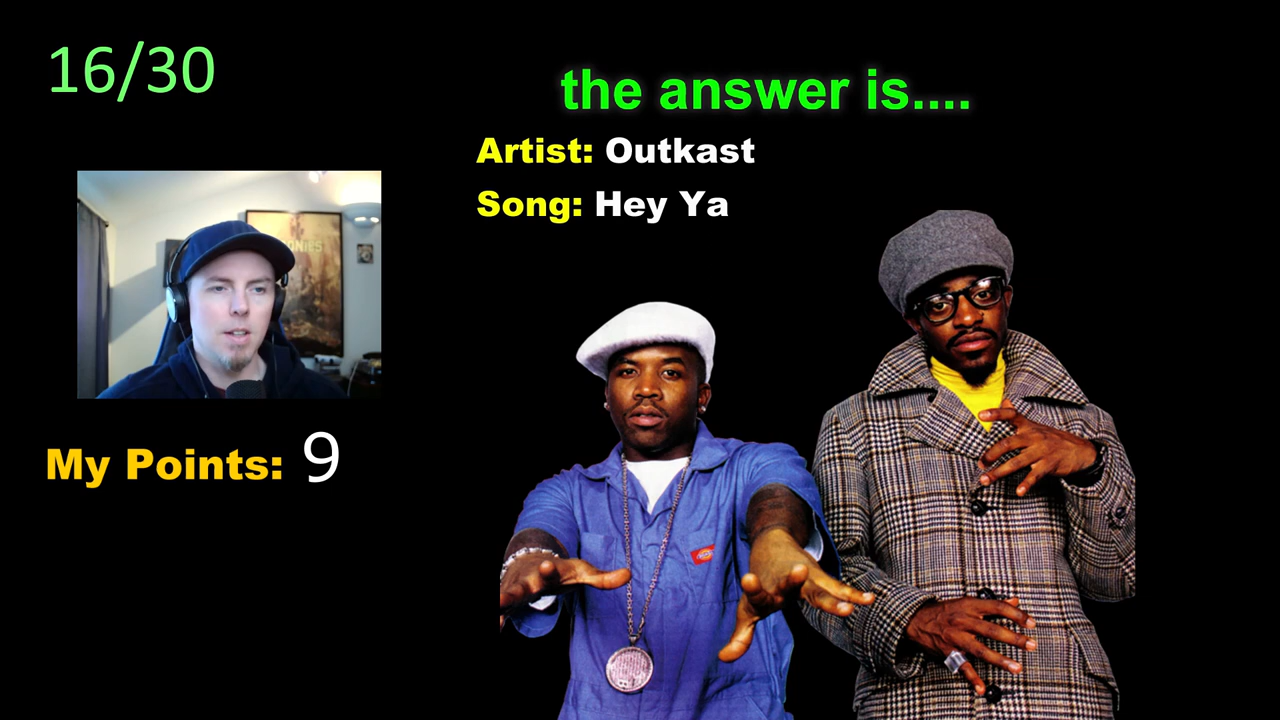 16/30
the answer is....
Artist: Outkast
Song: Hey Ya
My Points: 9